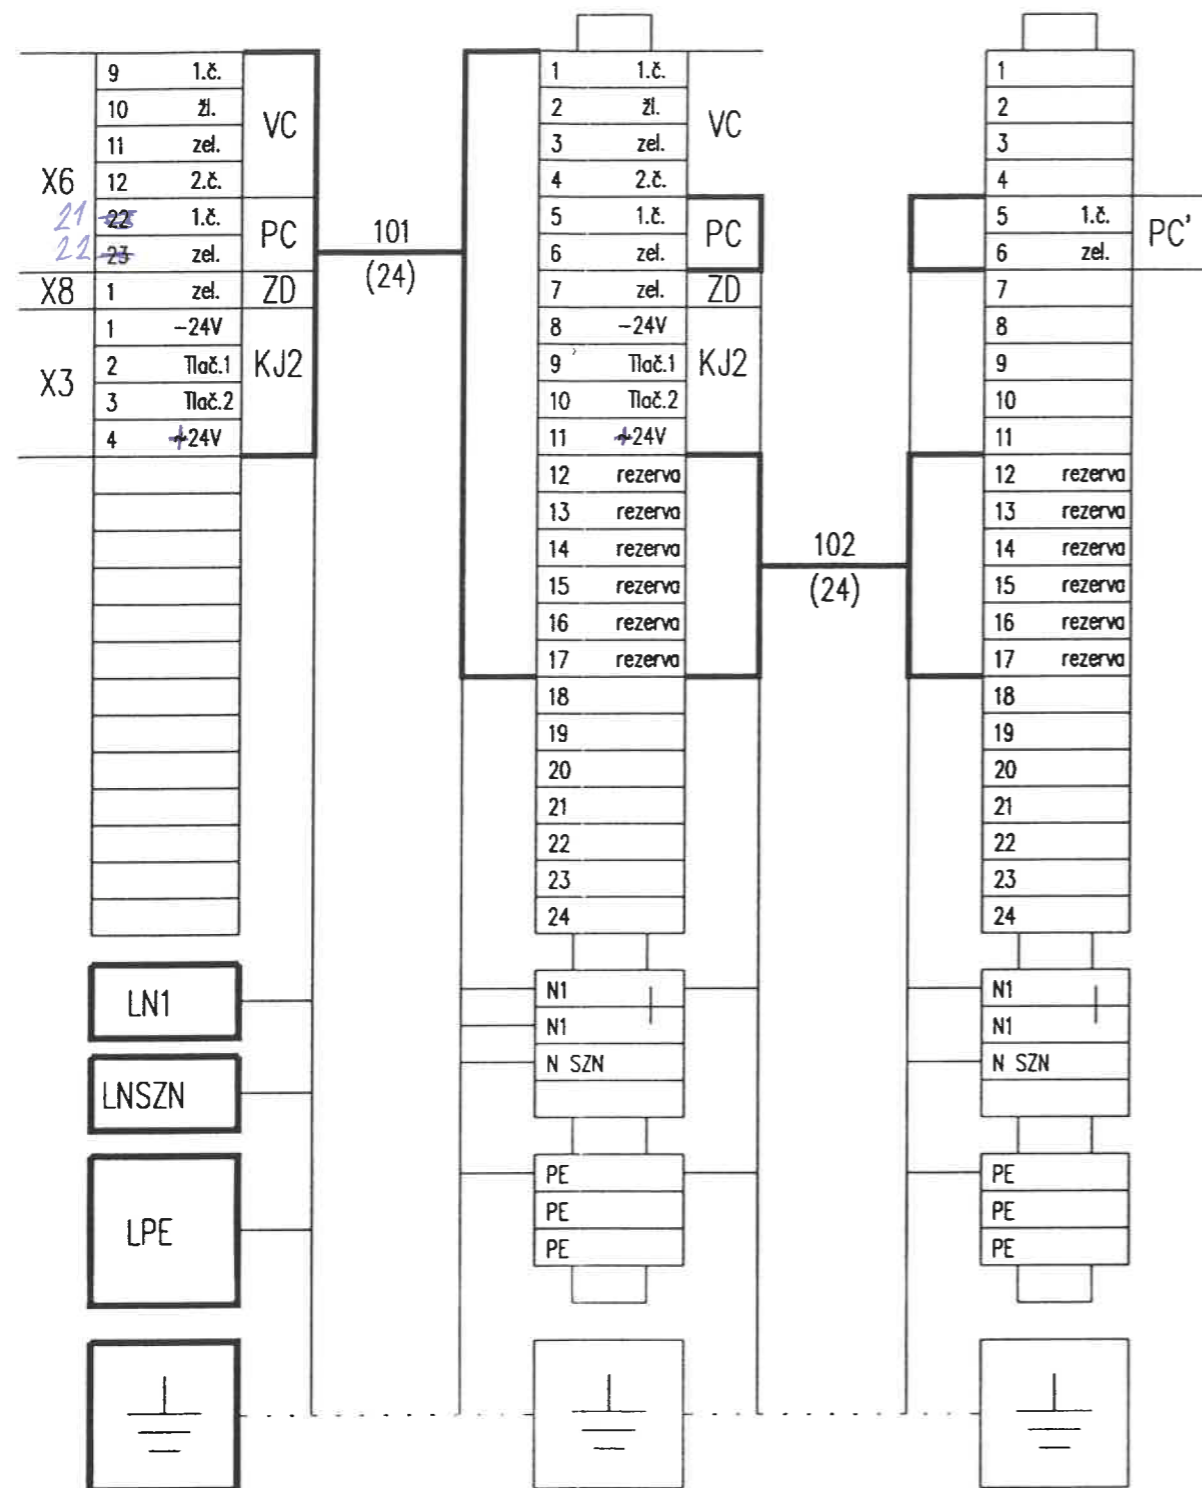 X6
9 1.č.
10 žl.
11 zel.
12 2.č.
VC
21 22 1.č.
22 23 zel.
PC
X8 1 zel. ZD
X3
1 -24V
2 Tlač.1
3 Tlač.2
4 +24V
KJ2
LN1
LNSZN
LPE
101
(24)
1 1.č.
2 žl.
3 zel.
4 2.č.
VC
5 1.č.
6 zel.
PC
7 zel. ZD
8 -24V
9 Tlač.1
10 Tlač.2
11 +24V
KJ2
12 rezerva
13 rezerva
14 rezerva
15 rezerva
16 rezerva
17 rezerva
18
19
20
21
22
23
24
N1
N1
N SZN
PE
PE
PE
102
(24)
1
2
3
4
5 1.č.
6 zel.
PC'
7
8
9
10
11
12 rezerva
13 rezerva
14 rezerva
15 rezerva
16 rezerva
17 rezerva
18
19
20
21
22
23
24
N1
N1
N SZN
PE
PE
PE